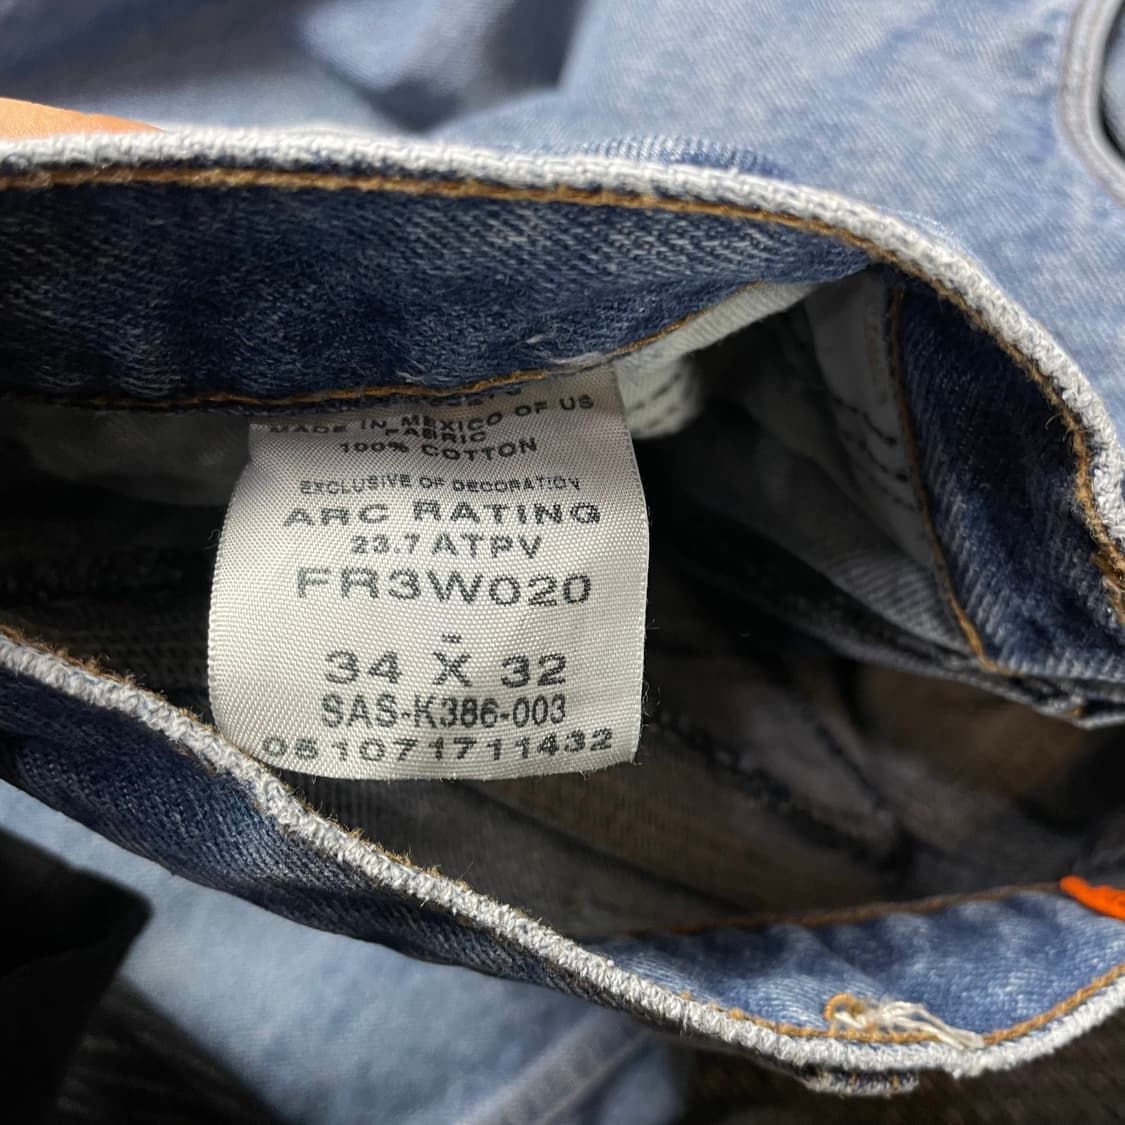 MADE IN MEXICO OF US
FABRIC
100% COTTON
EXCLUSIVE OF DECORATION
ARC RATING
23.7 ATPV
FR3W020
34 X 32
SAS-K386-003
081071711432